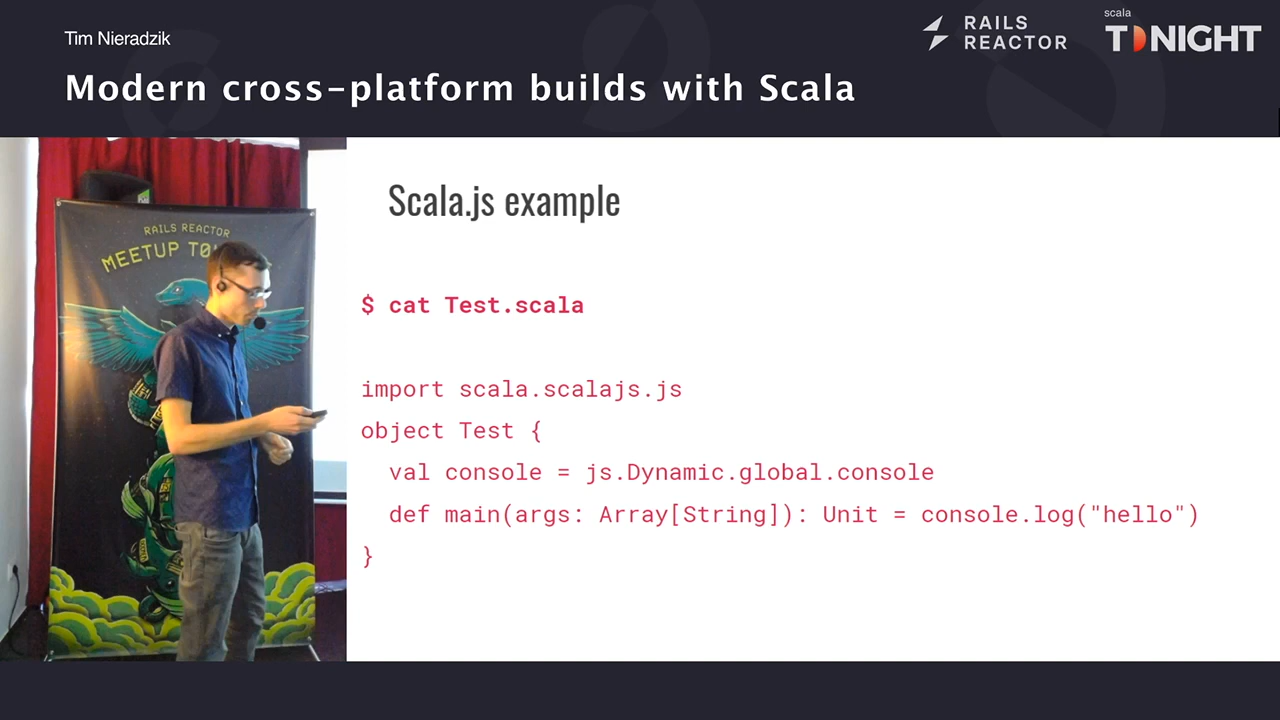 Tim Nieradzik
Modern cross-platform builds with Scala
RAILS
REACTOR
scala
TONIGHT
RAILS REACTOR
MEETUP
Scala.js example
$ cat Test.scala
import scala.scalajs.js
object Test {
  val console = js.Dynamic.global.console
  def main(args: Array[String]): Unit = console.log("hello")
}